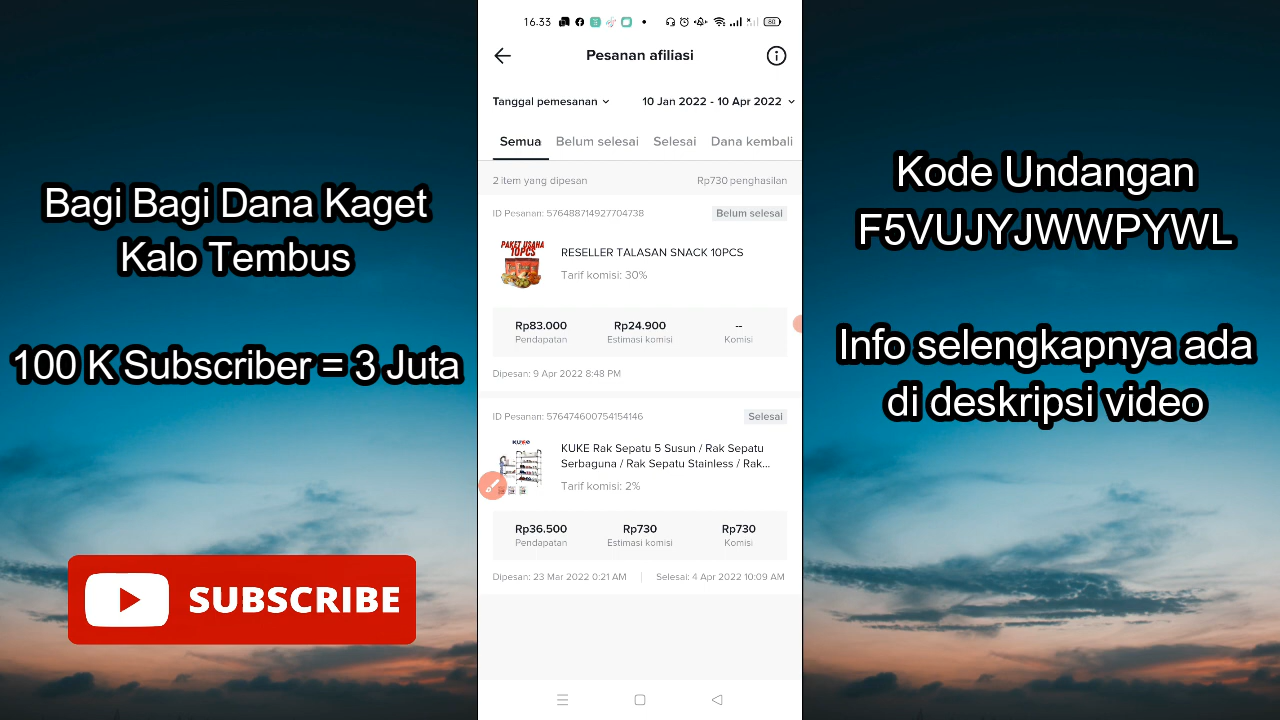 Bagi Bagi Dana Kaget
Kalo Tembus
100 K Subscriber = 3 Juta
SUBSCRIBE
16.33
80
Pesanan afiliasi
Tanggal pemesanan
10 Jan 2022 - 10 Apr 2022
Semua
Belum selesai
Selesai
Dana kembali
2 item yang dipesan
Rp730 penghasilan
ID Pesanan: 576488714927704738
Belum selesai
PAKET USAHA
10PCS
RESELLER TALASAN SNACK 10PCS
Tarif komisi: 30%
Rp83.000
Pendapatan
Rp24.900
Estimasi komisi
--
Komisi
Dipesan: 9 Apr 2022 8:48 PM
ID Pesanan: 576474600754154146
Selesai
KUKE
KUKE Rak Sepatu 5 Susun / Rak Sepatu
Serbaguna / Rak Sepatu Stainless / Rak...
Tarif komisi: 2%
Rp36.500
Pendapatan
Rp730
Estimasi komisi
Rp730
Komisi
Dipesan: 23 Mar 2022 0:21 AM
Selesai: 4 Apr 2022 10:09 AM
Kode Undangan
F5VUJYJWWPYWL
Info selengkapnya ada
di deskripsi video